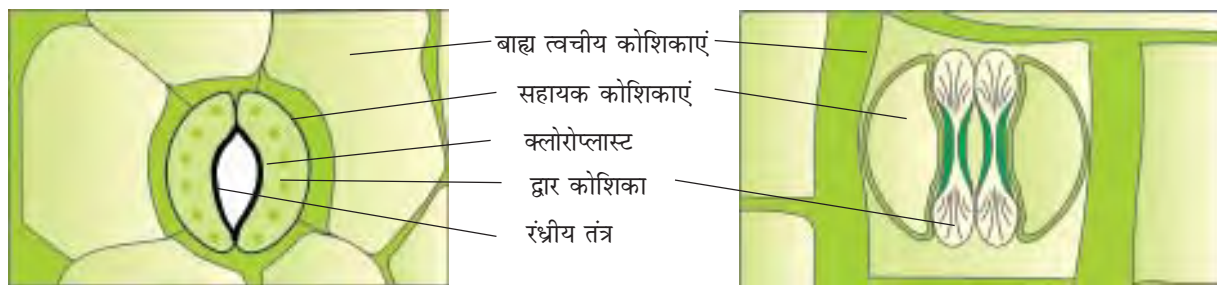 बाह्य त्वचीय कोशिकाएं
सहायक कोशिकाएं
क्लोरोप्लास्ट
द्वार कोशिका
रंध्रीय तंत्र